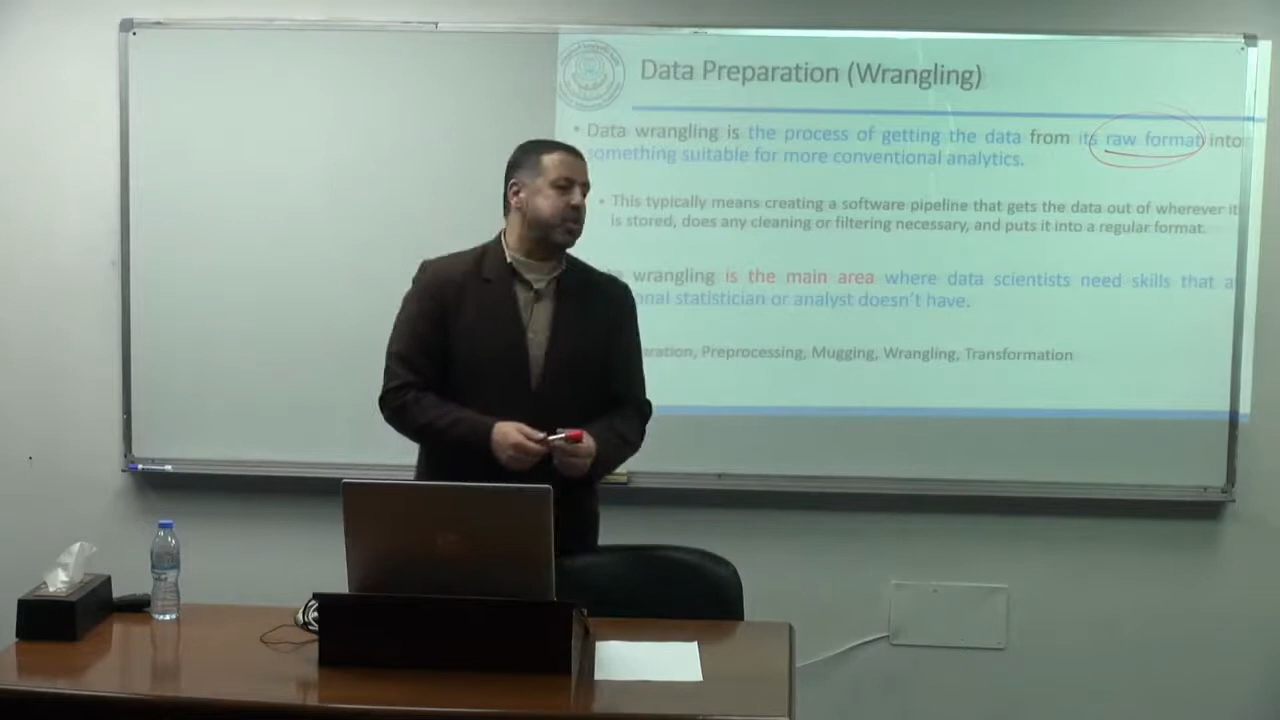 Data Preparation (Wrangling)
• Data wrangling is the process of getting the data from its raw format into
something suitable for more conventional analytics.
• This typically means creating a software pipeline that gets the data out of wherever it
is stored, does any cleaning or filtering necessary, and puts it into a regular format.
wrangling is the main area where data scientists need skills that a
statistician or analyst doesn't have.
Preprocessing, Mugging, Wrangling, Transformation